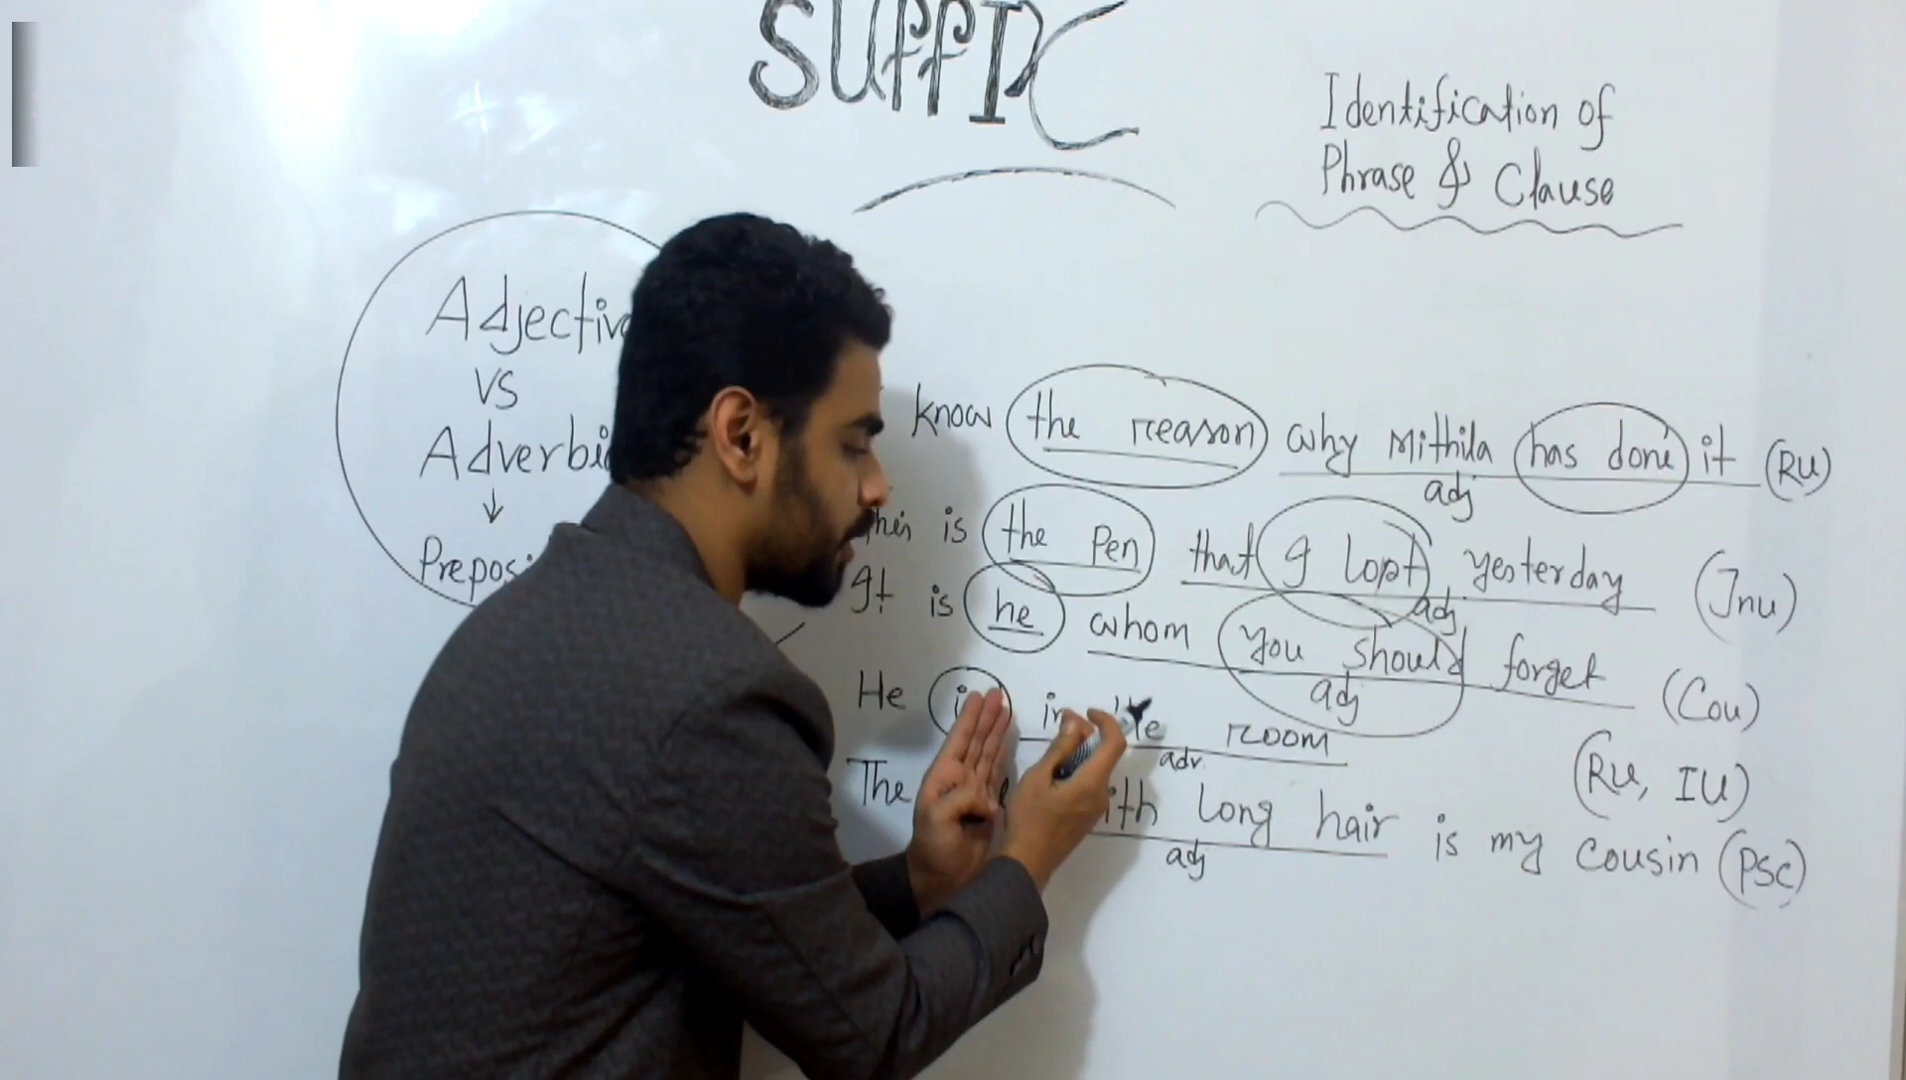 SUFFIX
Identification of
Phrase & Clause
Adjectiv
VS
Adverbi
↓
Prepos
know the reason why Mithila has done it (RU)
adj
This is the pen that I lost yesterday (Jnu)
adj
It is he whom you should forget (Cou)
adj
He is in the room (RU, IU)
adv.
The with long hair is my cousin (PSC)
adj